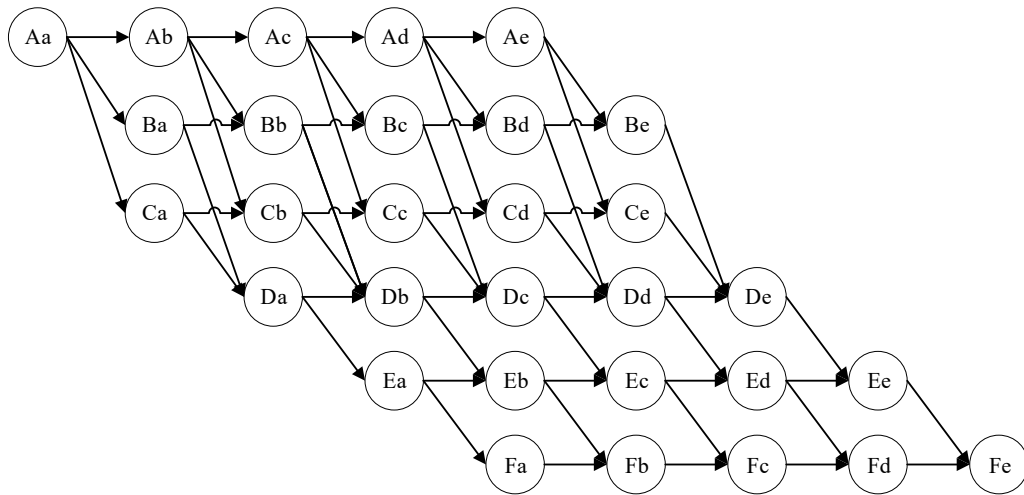 Aa Ab Ac Ad Ae
Ba Bb Bc Bd Be
Ca Cb Cc Cd Ce
Da Db Dc Dd De
Ea Eb Ec Ed Ee
Fa Fb Fc Fd Fe